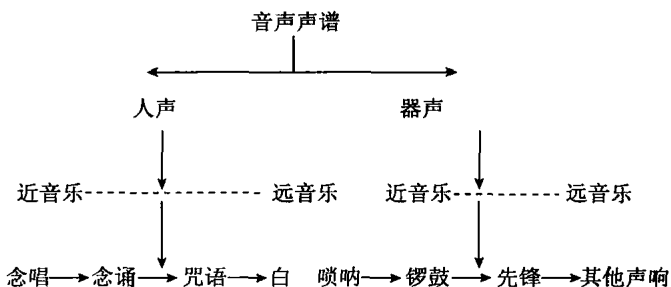 音声声谱
人声 器声
近音乐 远音乐 近音乐 远音乐
念唱 念诵 咒语 白 唢呐 锣鼓 先锋 其他声响